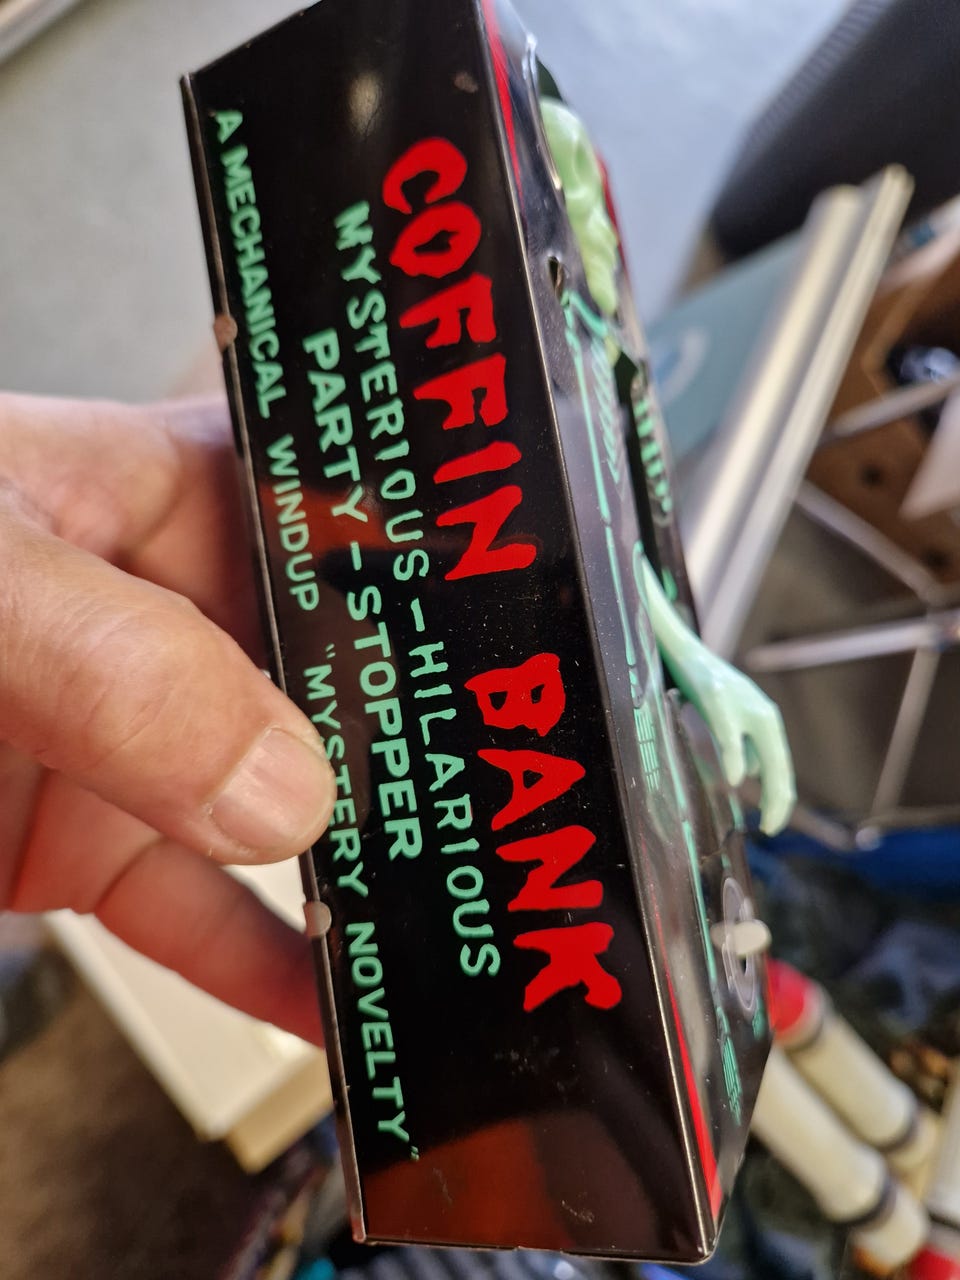 COFFIN BANK
MYSTERIOUS-HILARIOUS
PARTY-STOPPER
A MECHANICAL WINDUP "MYSTERY NOVELTY"